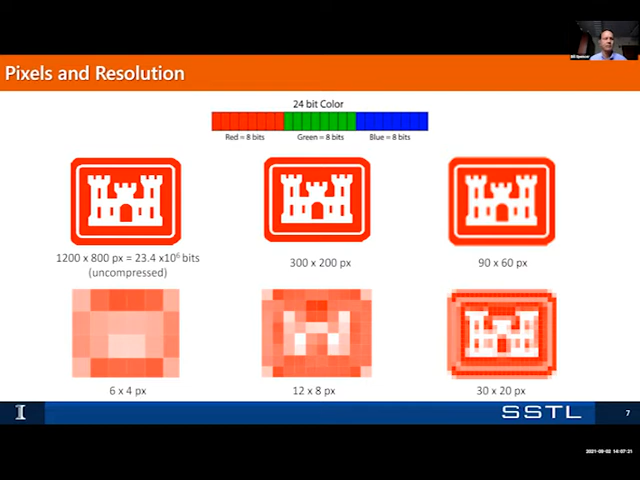 Bill Spencer
Pixels and Resolution
24 bit Color
Red = 8 bits
Green = 8 bits
Blue = 8 bits
1200 x 800 px = 23.4 x10⁶ bits
(uncompressed)
300 x 200 px
90 x 60 px
6 x 4 px
12 x 8 px
30 x 20 px
I
SSTL
7
2021-09-02 14:07:21